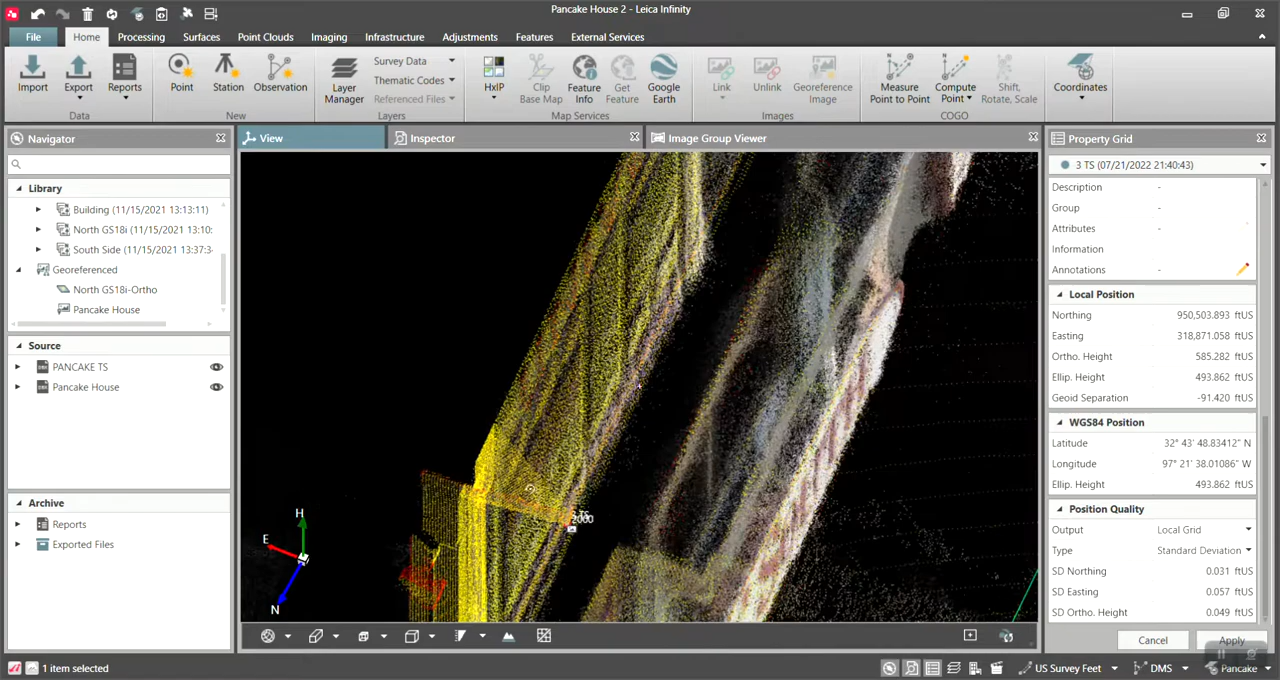 Pancake House 2 - Leica Infinity
File Home Processing Surfaces Point Clouds Imaging Infrastructure Adjustments Features External Services
Import Export Reports
Data
Point Station Observation
New
Layer Manager
Survey Data
Thematic Codes
Referenced Files
Layers
HxIP
Clip Base Map
Feature Info
Get Feature
Google Earth
Map Services
Link Unlink
Georeference Image
Images
Measure Point to Point
Compute Point
Shift, Rotate, Scale
COGO
Coordinates
Navigator
View
Inspector
Image Group Viewer
Property Grid
Library
Building (11/15/2021 13:13:11)
North GS18i (11/15/2021 13:10:
South Side (11/15/2021 13:37:3
Georeferenced
North GS18i-Ortho
Pancake House
Source
PANCAKE TS
Pancake House
Archive
Reports
Exported Files
H
E
N
TS
2000
3 TS (07/21/2022 21:40:43)
Description -
Group -
Attributes -
Information
Annotations -
Local Position
Northing 950,503.893 ftUS
Easting 318,871.058 ftUS
Ortho. Height 585.282 ftUS
Ellip. Height 493.862 ftUS
Geoid Separation -91.420 ftUS
WGS84 Position
Latitude 32° 43' 48.83412" N
Longitude 97° 21' 38.01086" W
Ellip. Height 493.862 ftUS
Position Quality
Output Local Grid
Type Standard Deviation
SD Northing 0.031 ftUS
SD Easting 0.057 ftUS
SD Ortho. Height 0.049 ftUS
Cancel Apply
1 item selected
US Survey Feet
DMS
Pancake